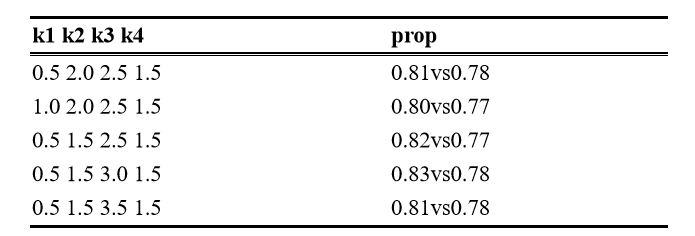 k1 k2 k3 k4 prop
0.5 2.0 2.5 1.5 0.81vs0.78
1.0 2.0 2.5 1.5 0.80vs0.77
0.5 1.5 2.5 1.5 0.82vs0.77
0.5 1.5 3.0 1.5 0.83vs0.78
0.5 1.5 3.5 1.5 0.81vs0.78